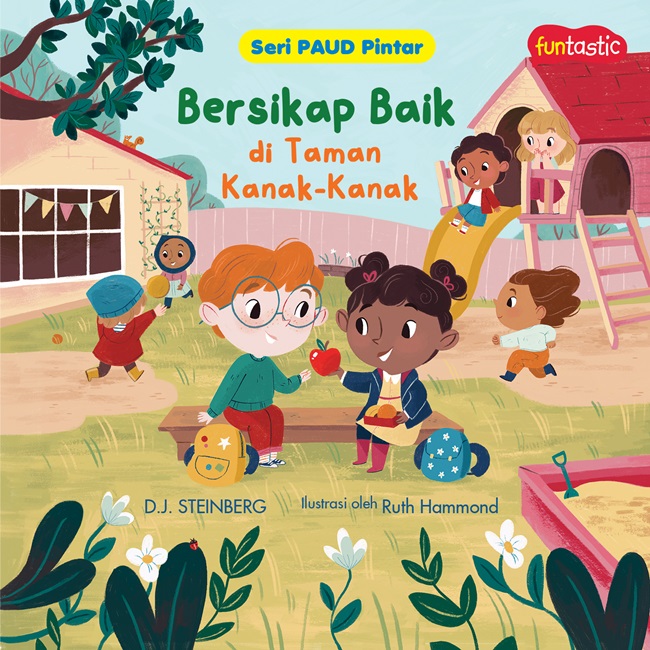 Seri PAUD Pintar
funtastic
Bersikap Baik
di Taman
Kanak-Kanak
D.J. STEINBERG
Ilustrasi oleh Ruth Hammond